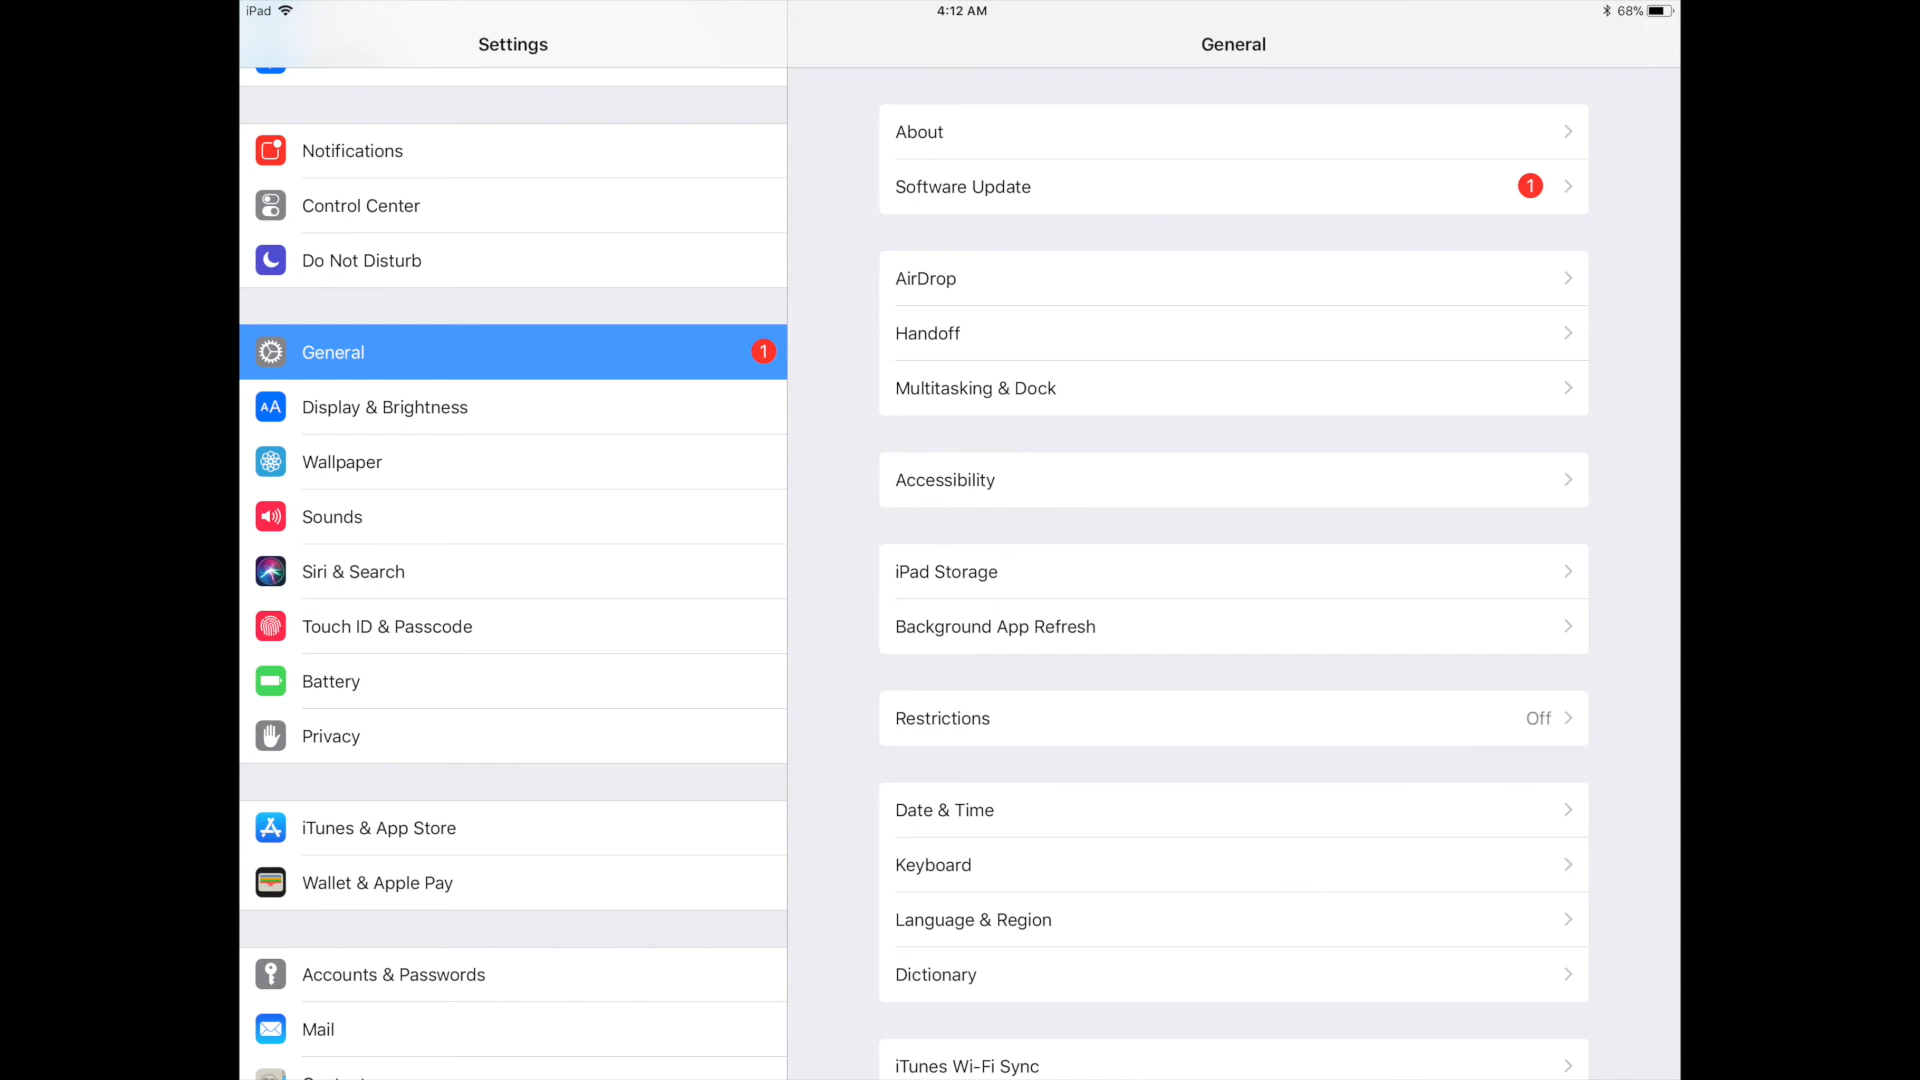 iPad
4:12 AM
68%
Settings
General
Notifications
Control Center
Do Not Disturb
General
1
AA Display & Brightness
Wallpaper
Sounds
Siri & Search
Touch ID & Passcode
Battery
Privacy
iTunes & App Store
Wallet & Apple Pay
Accounts & Passwords
Mail
About
Software Update
1
AirDrop
Handoff
Multitasking & Dock
Accessibility
iPad Storage
Background App Refresh
Restrictions
Off
Date & Time
Keyboard
Language & Region
Dictionary
iTunes Wi-Fi Sync